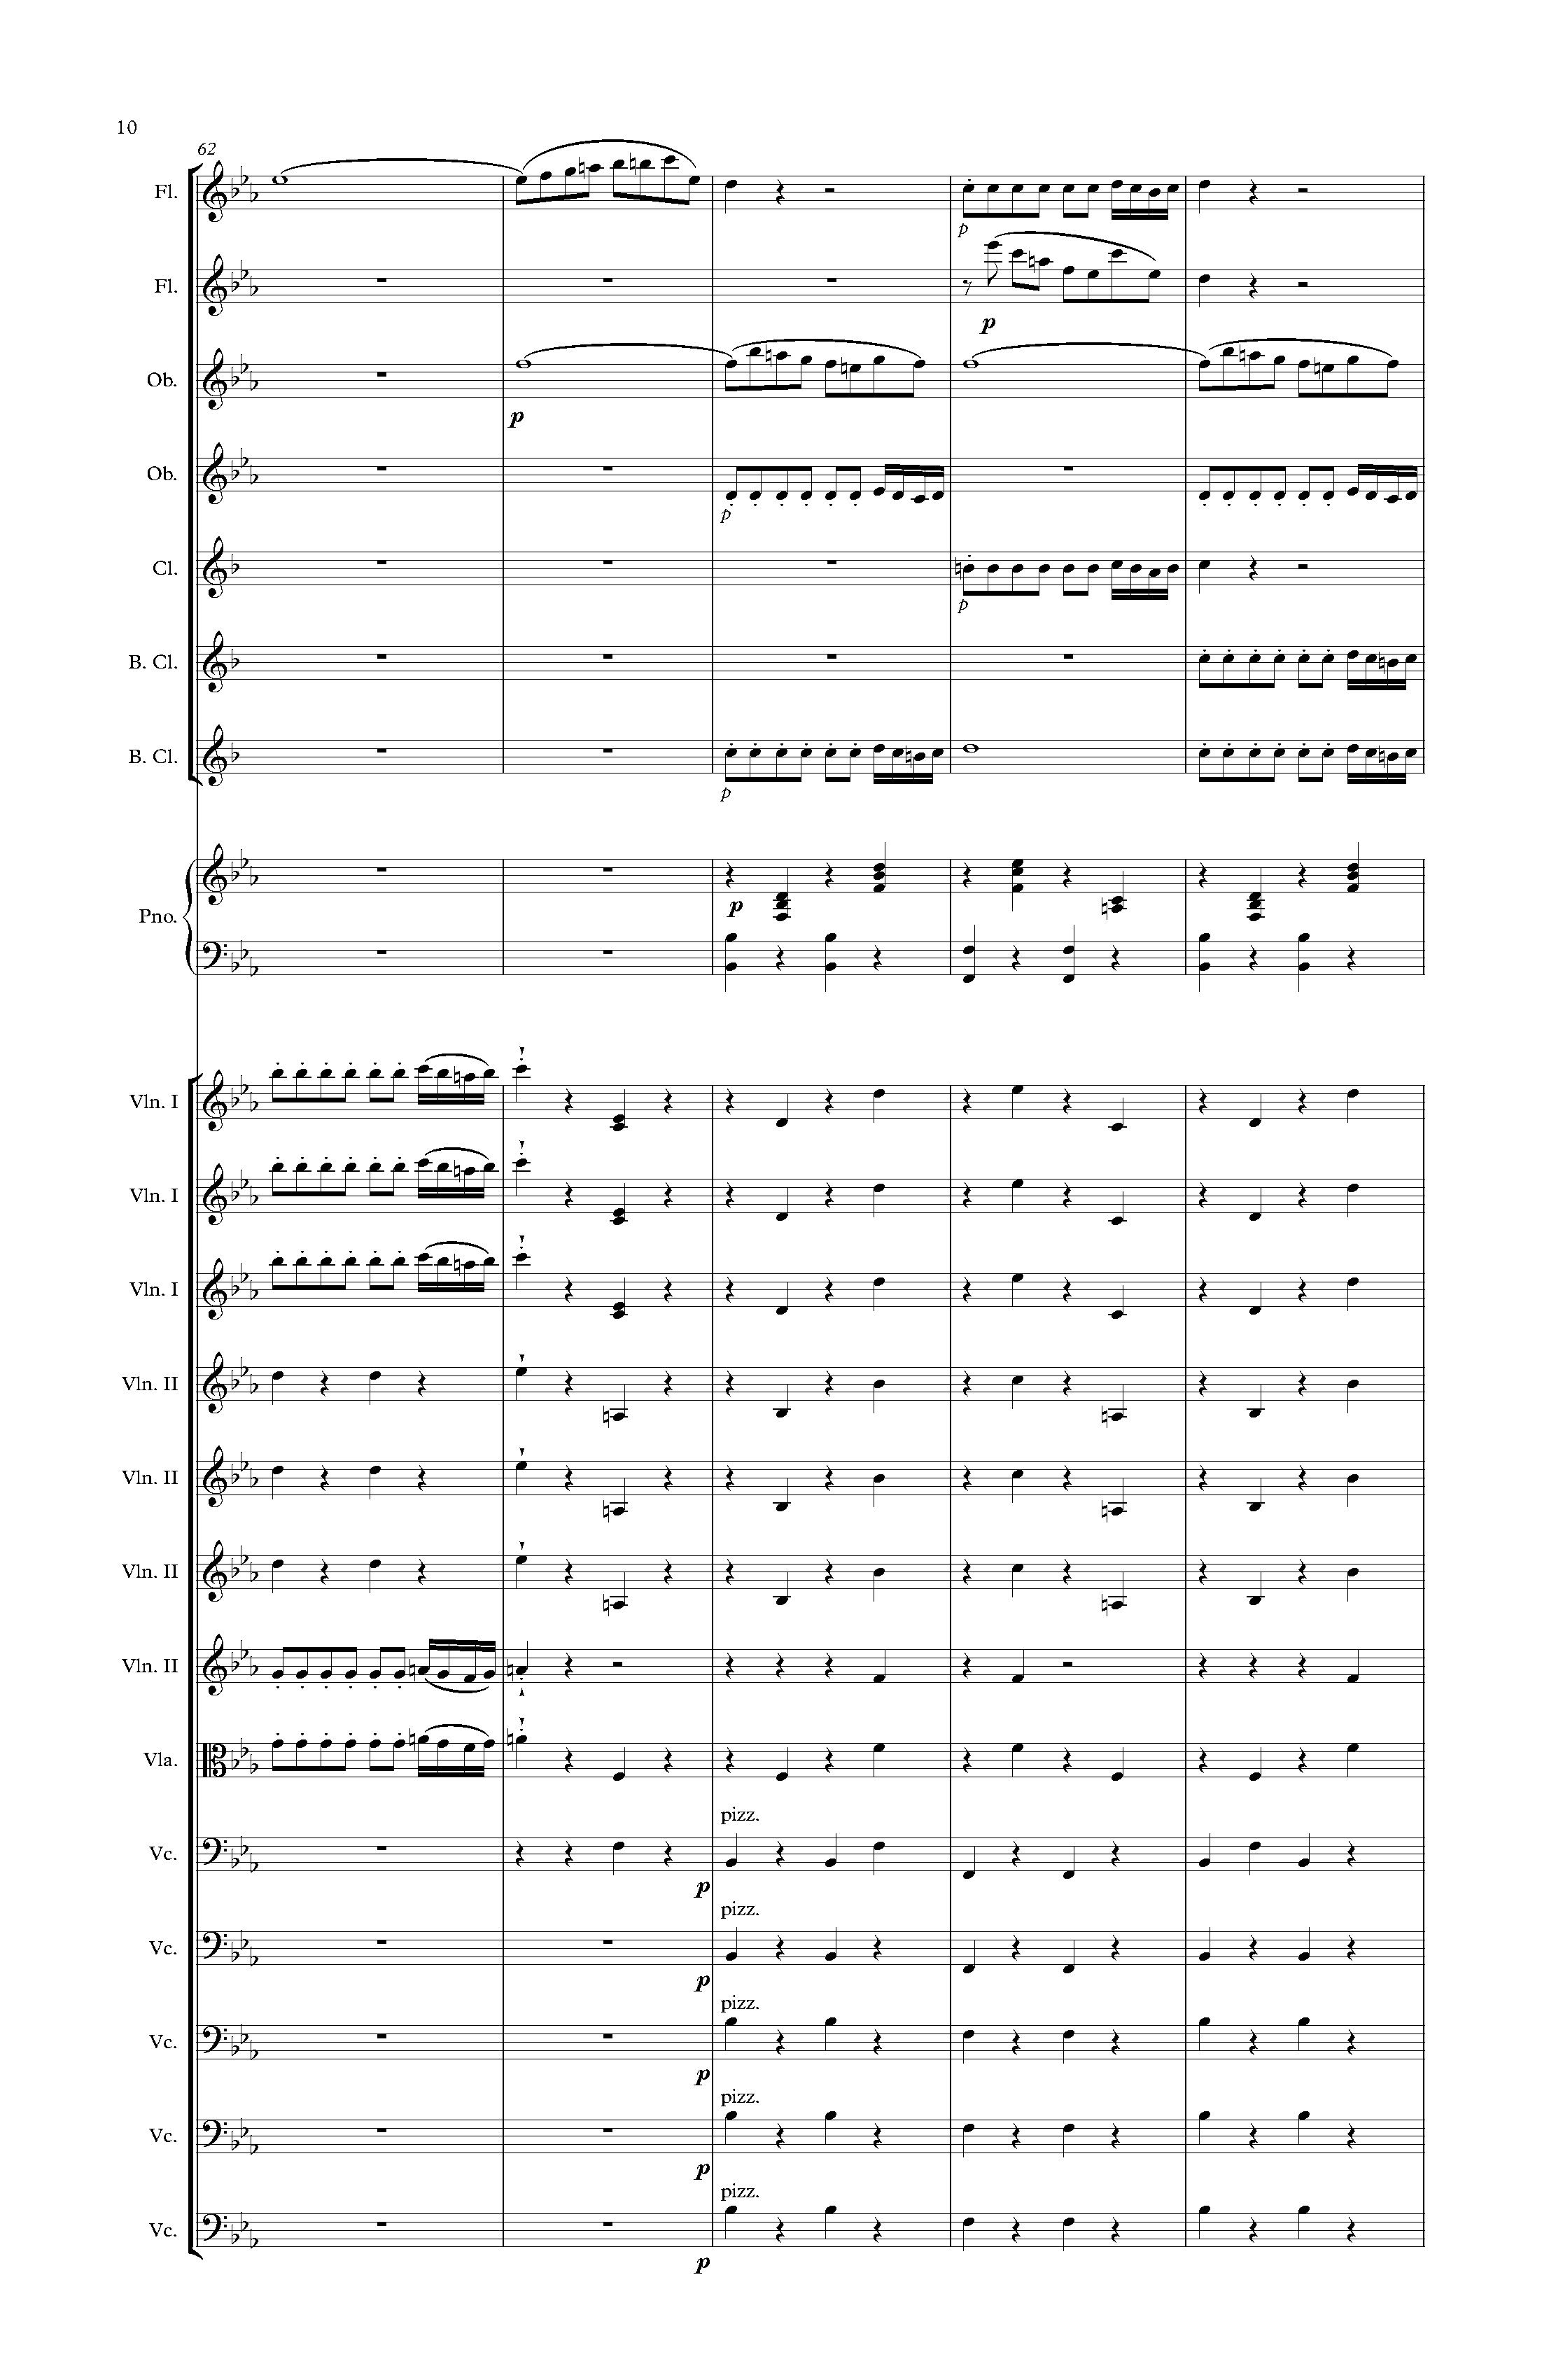 10
62
Fl.
p
Fl.
p
Ob.
p
Ob.
p
Cl.
p
B. Cl.
B. Cl.
p
Pno.
p
Vln. I
Vln. I
Vln. I
Vln. II
Vln. II
Vln. II
Vln. II
Vla.
pizz.
Vc.
p
pizz.
Vc.
p
pizz.
Vc.
p
pizz.
Vc.
p
pizz.
Vc.
p